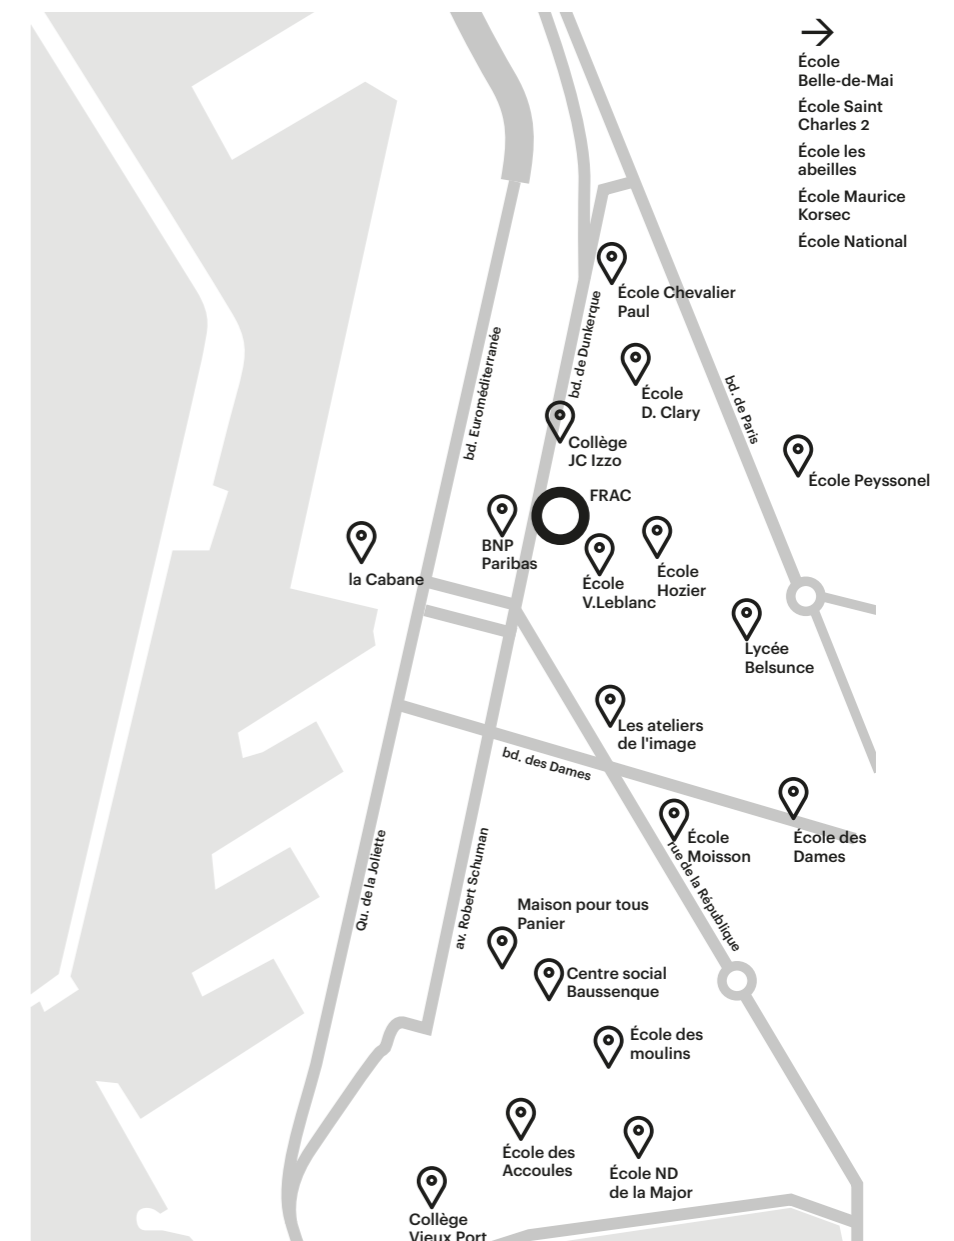 École
Belle-de-Mai
École Saint
Charles 2
École les
abeilles
École Maurice
Korsec
École National
École Chevalier
Paul
bd. de Dunkerque
bd. Euroméditerranée
École
D. Clary
bd. de Paris
Collège
JC Izzo
École Peyssonel
FRAC
BNP
Paribas
la Cabane
École
V.Leblanc
École
Hozier
Lycée
Belsunce
Les ateliers
de l'image
bd. des Dames
École
Moisson
École des
Dames
rue de la République
Qu. de la Joliette
av. Robert Schuman
Maison pour tous
Panier
Centre social
Baussenque
École des
moulins
École des
Accoules
École ND
de la Major
Collège
Vieux Port